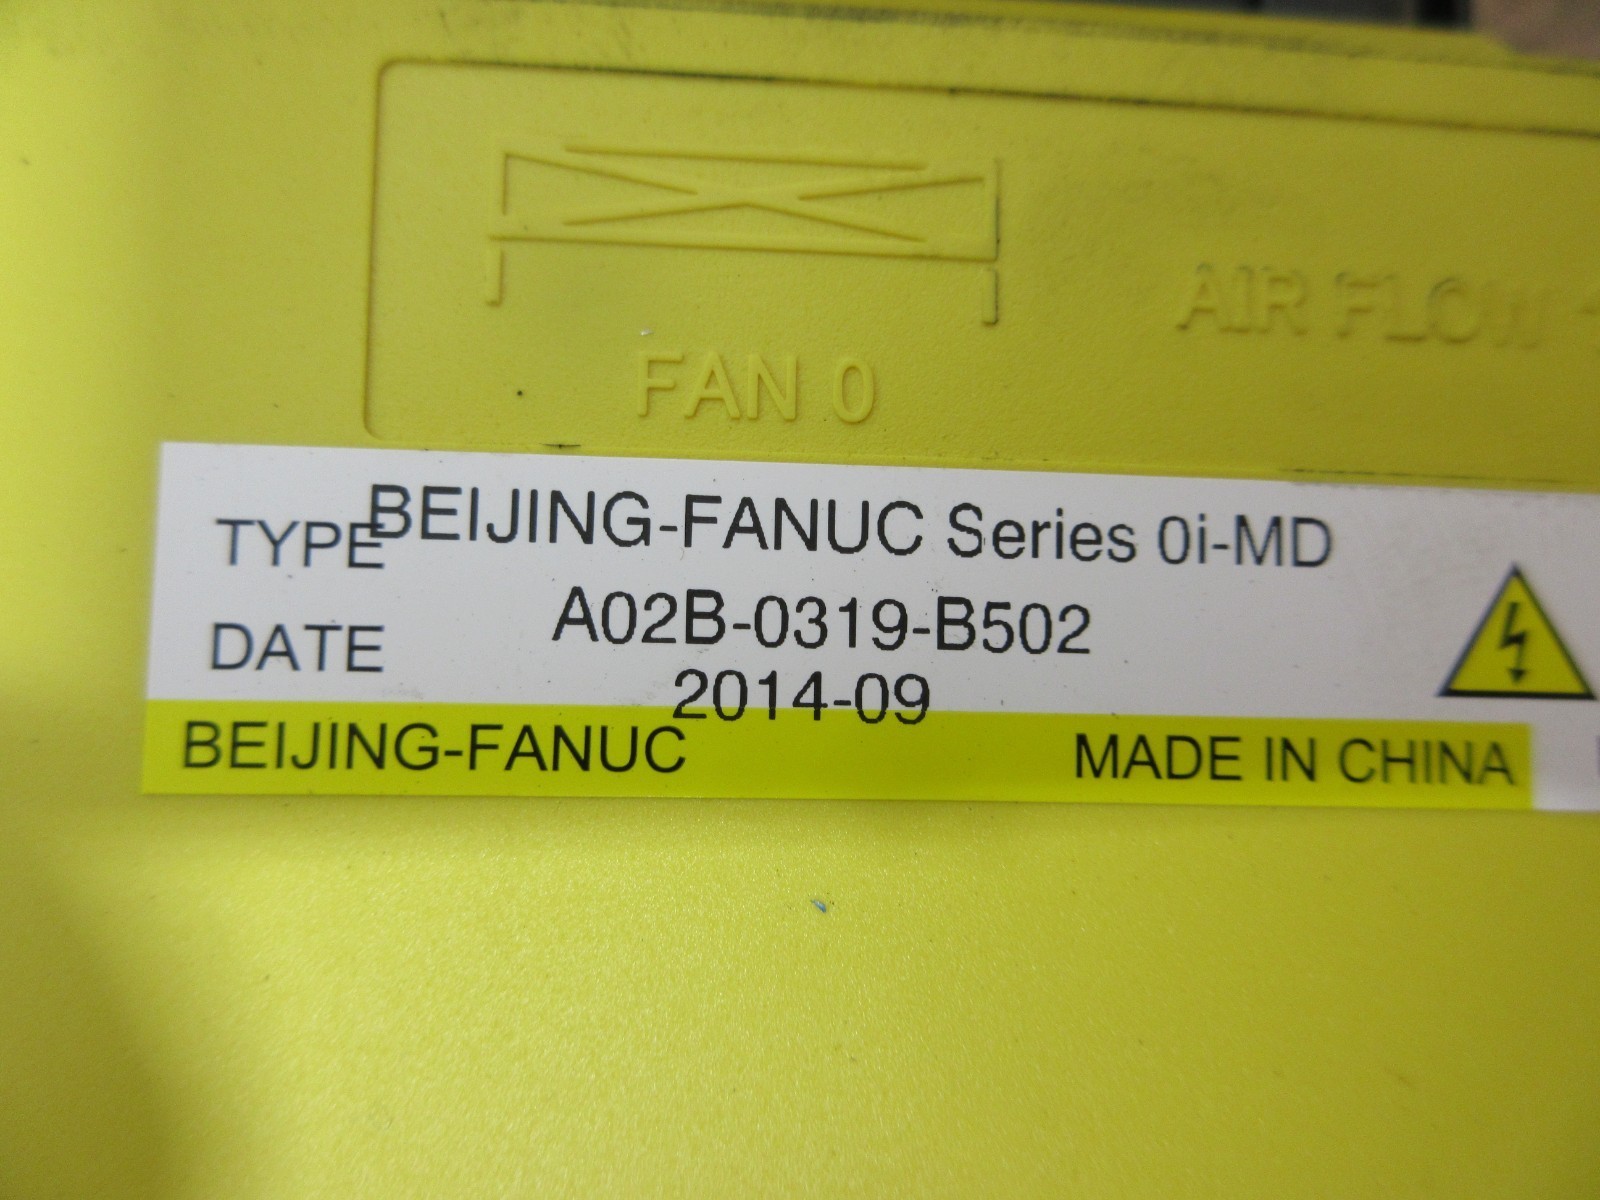 AIR FLOW
FAN 0
TYPE BEIJING-FANUC Series 0i-MD
A02B-0319-B502
DATE 2014-09
BEIJING-FANUC MADE IN CHINA